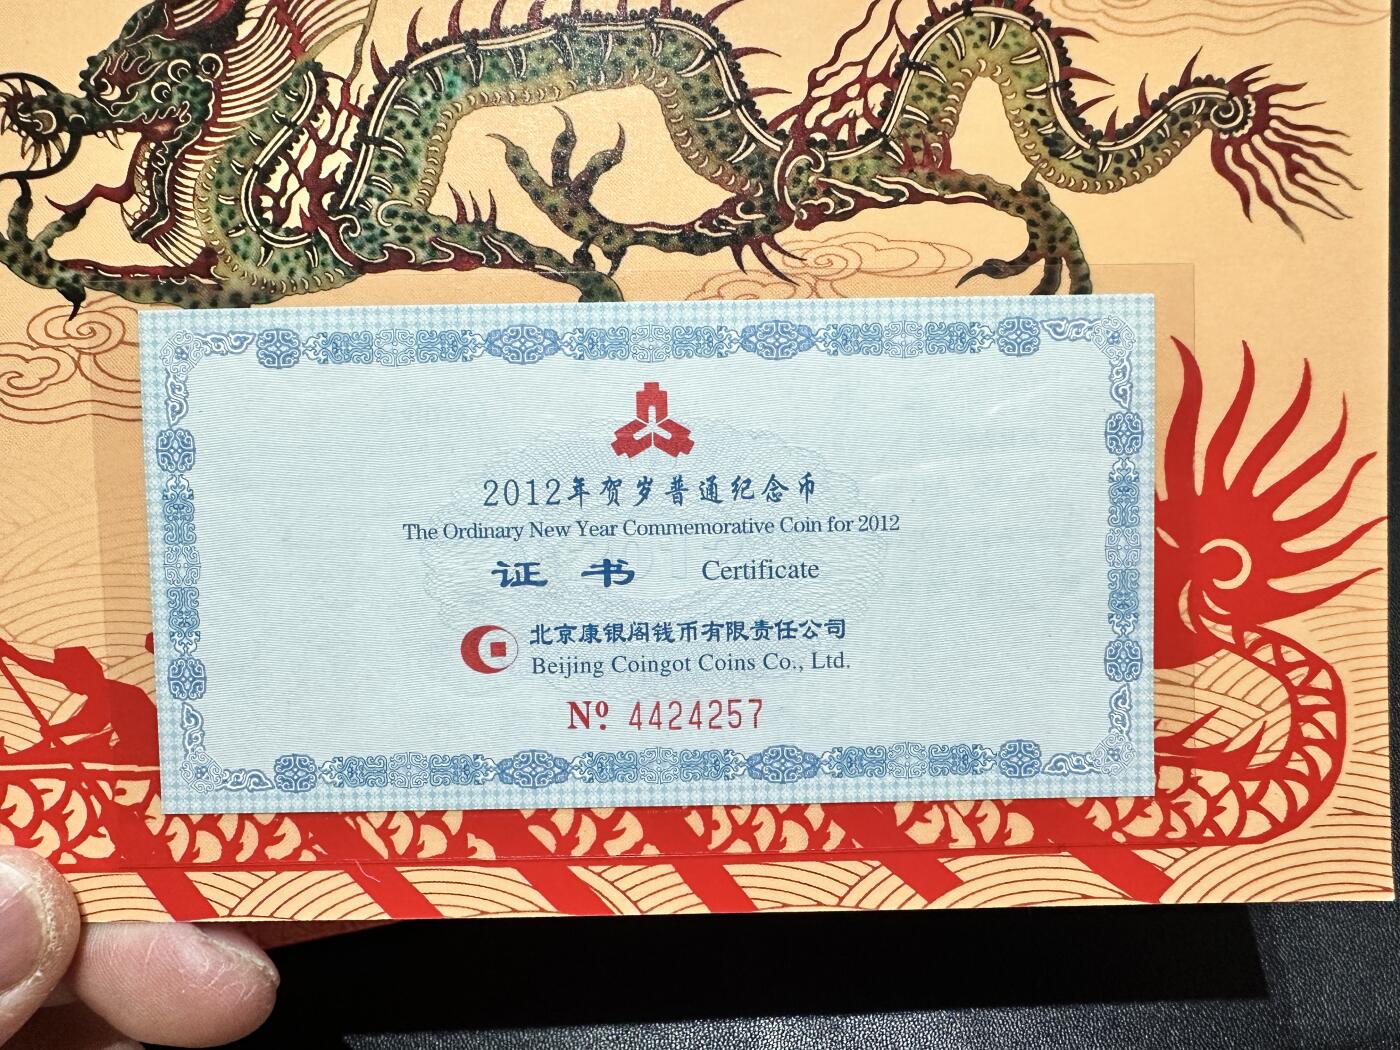 2012年贺岁普通纪念币
The Ordinary New Year Commemorative Coin for 2012
证书 Certificate
北京康银阁钱币有限责任公司
Beijing Coingot Coins Co., Ltd.
Nº 4424257